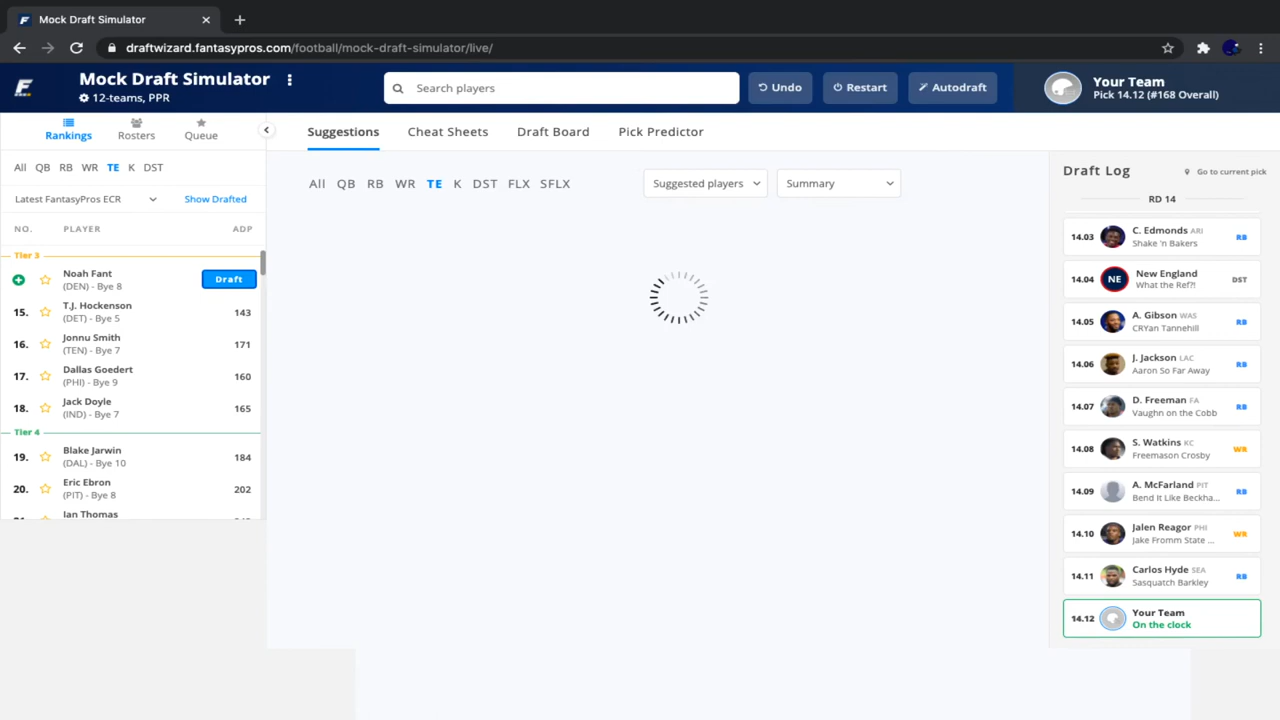 Mock Draft Simulator
draftwizard.fantasypros.com/football/mock-draft-simulator/live/
Mock Draft Simulator
12-teams, PPR
Search players
Undo
Restart
Autodraft
Your Team
Pick 14.12 (#168 Overall)
Rankings
Rosters
Queue
All QB RB WR TE K DST
Latest FantasyPros ECR
Show Drafted
NO. PLAYER ADP
Tier 3
Noah Fant
(DEN) - Bye 8
Draft
15. T.J. Hockenson 143
(DET) - Bye 5
16. Jonnu Smith 171
(TEN) - Bye 7
17. Dallas Goedert 160
(PHI) - Bye 9
18. Jack Doyle 165
(IND) - Bye 7
Tier 4
19. Blake Jarwin 184
(DAL) - Bye 10
20. Eric Ebron 202
(PIT) - Bye 8
Ian Thomas
Suggestions
Cheat Sheets
Draft Board
Pick Predictor
All QB RB WR TE K DST FLX SFLX
Suggested players
Summary
Draft Log
Go to current pick
RD 14
14.03 C. Edmonds ARI RB
Shake 'n Bakers
14.04 NE New England DST
What the Ref?!
14.05 A. Gibson WAS RB
CRYan Tannehill
14.06 J. Jackson LAC RB
Aaron So Far Away
14.07 D. Freeman FA RB
Vaughn on the Cobb
14.08 S. Watkins KC WR
Freemason Crosby
14.09 A. McFarland PIT RB
Bend It Like Beckha...
14.10 Jalen Reagor PHI WR
Jake Fromm State ...
14.11 Carlos Hyde SEA RB
Sasquatch Barkley
14.12 Your Team
On the clock